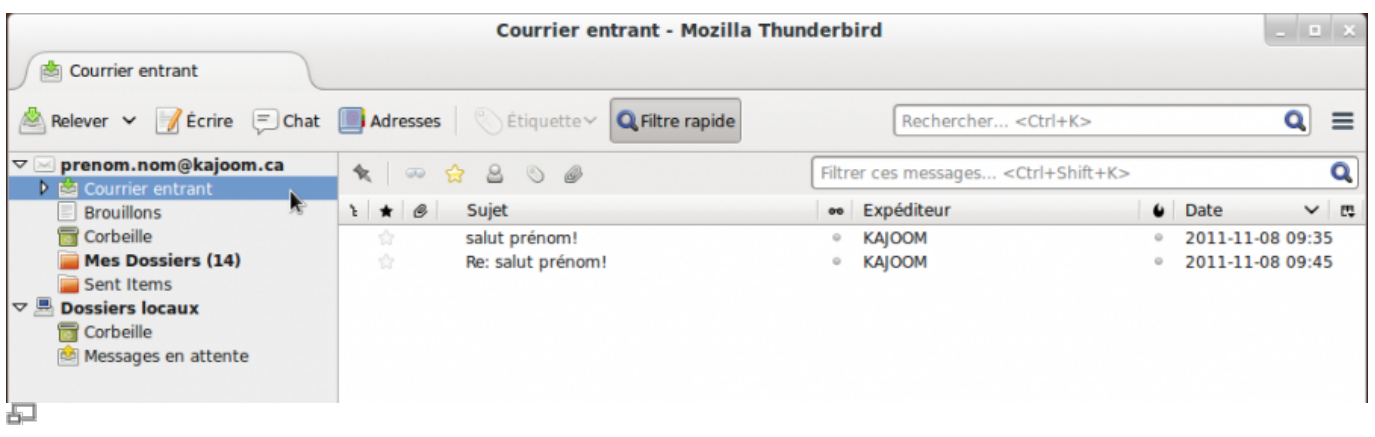 Courrier entrant - Mozilla Thunderbird
Courrier entrant
Relever Écrire Chat Adresses Étiquette Filtre rapide Rechercher... <Ctrl+K>
prenom.nom@kajoom.ca
Filtrer ces messages... <Ctrl+Shift+K>
Courrier entrant
Brouillons
Corbeille
Mes Dossiers (14)
Sent Items
Dossiers locaux
Corbeille
Messages en attente
Sujet Expéditeur Date
salut prénom! KAJOOM 2011-11-08 09:35
Re: salut prénom! KAJOOM 2011-11-08 09:45